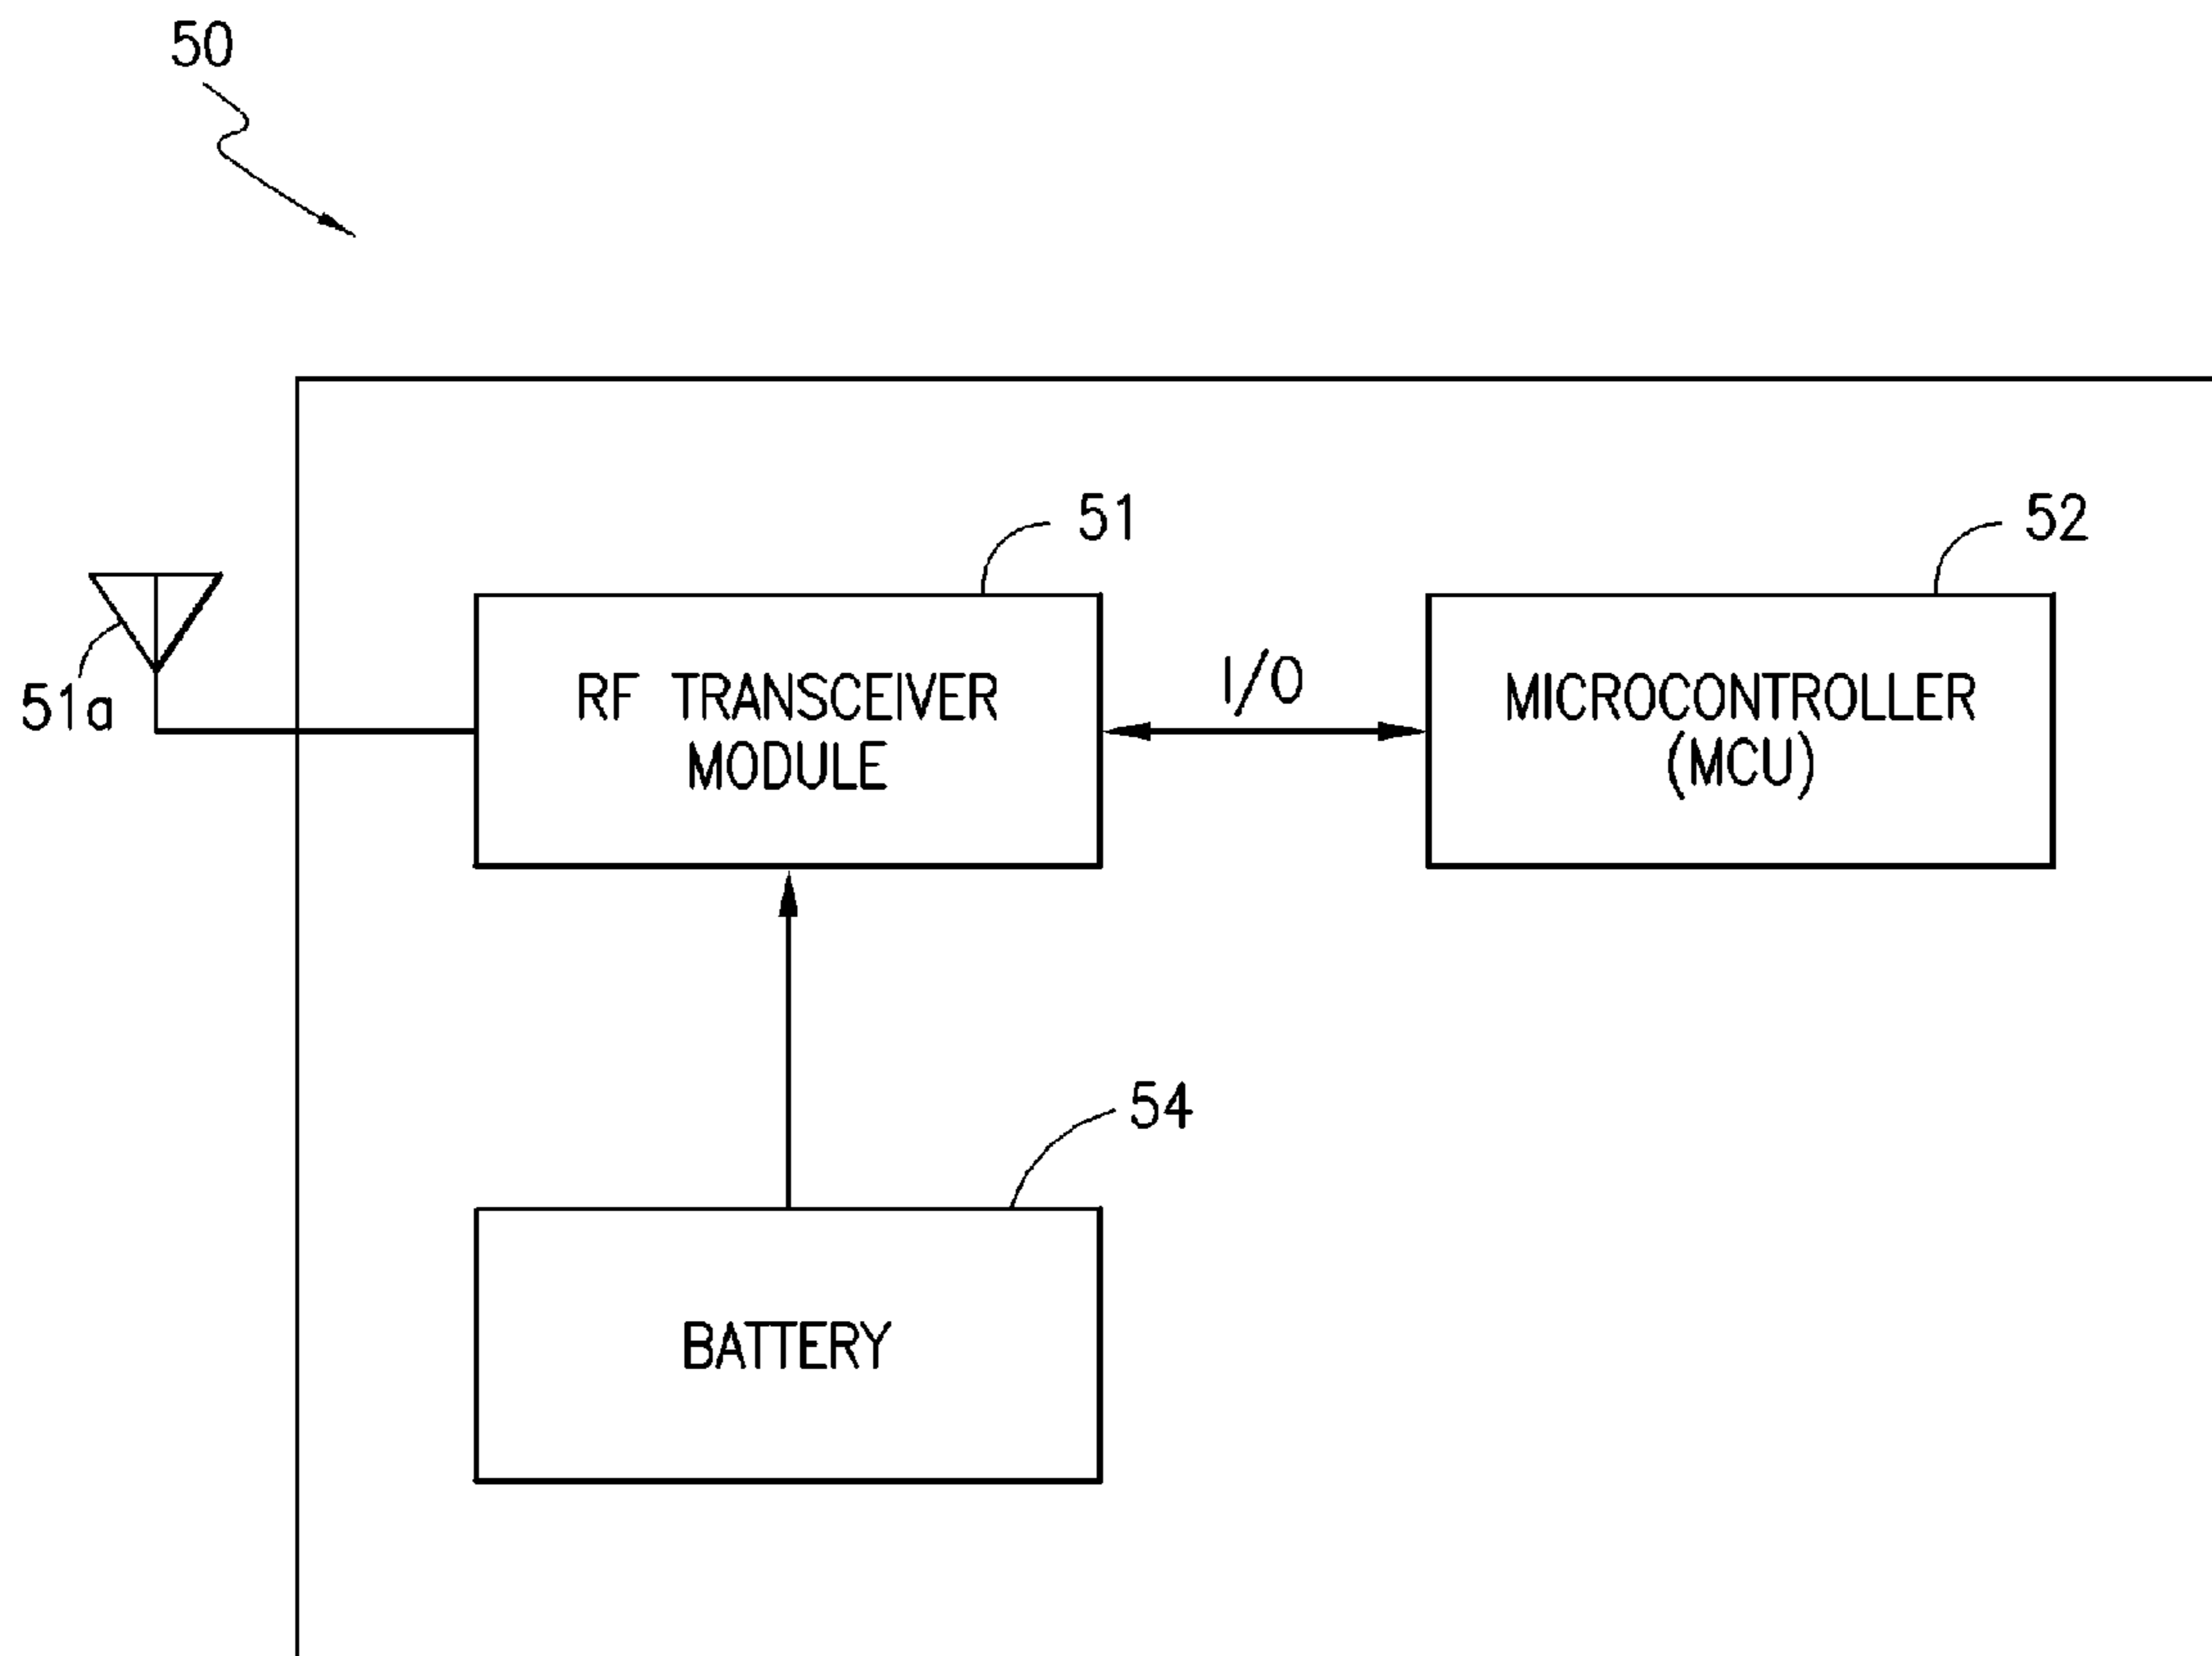 50
51
52
51a
RF TRANSCEIVER
MODULE
I/O
MICROCONTROLLER
(MCU)
54
BATTERY